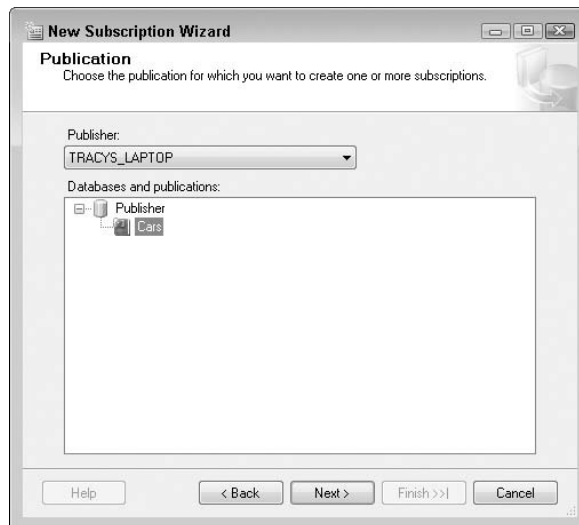 New Subscription Wizard
Publication
Choose the publication for which you want to create one or more subscriptions.
Publisher:
TRACYS_LAPTOP
Databases and publications:
Publisher
Cars
Help
< Back
Next >
Finish >>|
Cancel